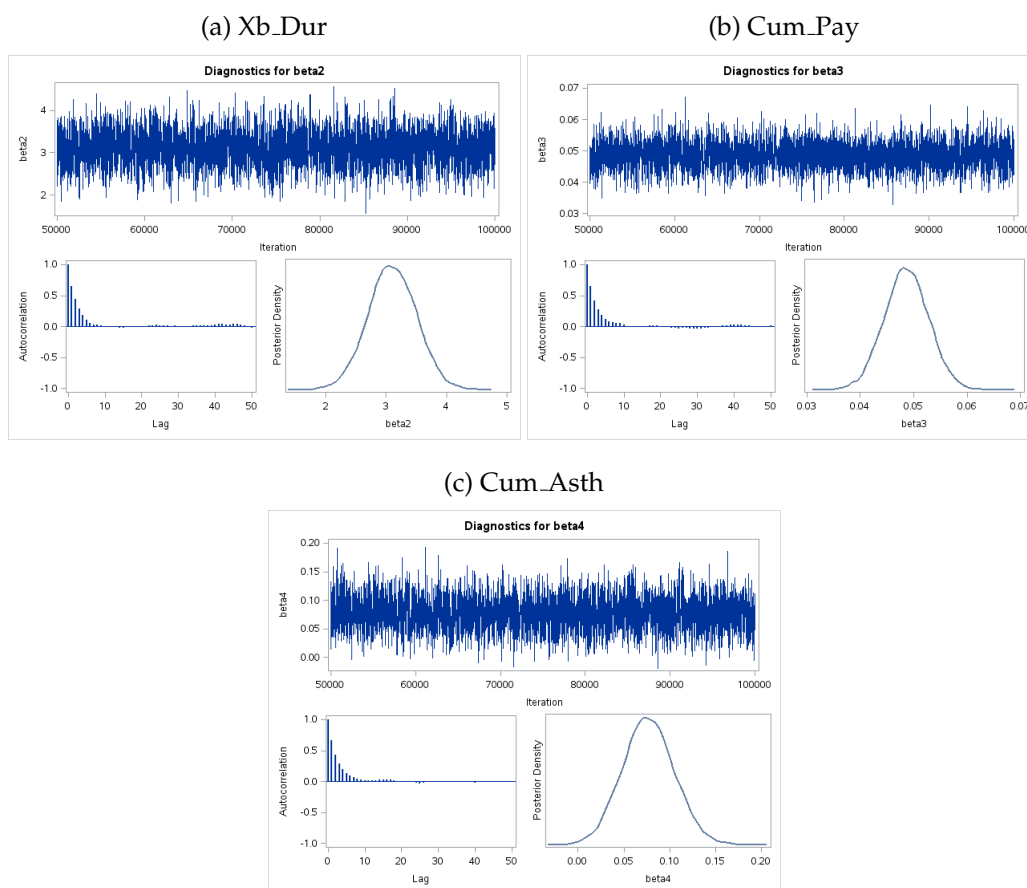 (a) Xb_Dur
Diagnostics for beta2
beta2
4
3
2
50000 60000 70000 80000 90000 100000
Iteration
Autocorrelation
1.0
0.5
0.0
-0.5
-1.0
0 10 20 30 40 50
Lag
Posterior Density
2 3 4 5
beta2
(b) Cum_Pay
Diagnostics for beta3
beta3
0.07
0.06
0.05
0.04
0.03
50000 60000 70000 80000 90000 100000
Iteration
Autocorrelation
1.0
0.5
0.0
-0.5
-1.0
0 10 20 30 40 50
Lag
Posterior Density
0.03 0.04 0.05 0.06 0.07
beta3
(c) Cum_Asth
Diagnostics for beta4
beta4
0.20
0.15
0.10
0.05
0.00
50000 60000 70000 80000 90000 100000
Iteration
Autocorrelation
1.0
0.5
0.0
-0.5
-1.0
0 10 20 30 40 50
Lag
Posterior Density
0.00 0.05 0.10 0.15 0.20
beta4